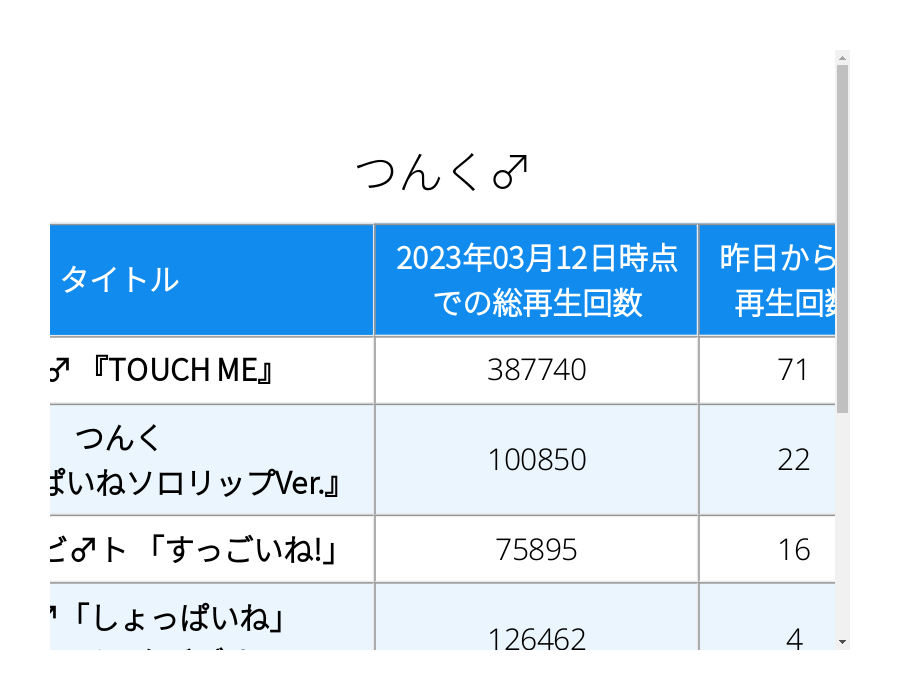 つんく♂
タイトル
2023年03月12日時点
での総再生回数
昨日から
再生回数
♂ 『TOUCH ME』
387740
71
つんく
ぱいねソロリップVer.』
100850
22
ビ♂ト 「すっごいね!」
75895
16
♂「しょっぱいね」
126462
4